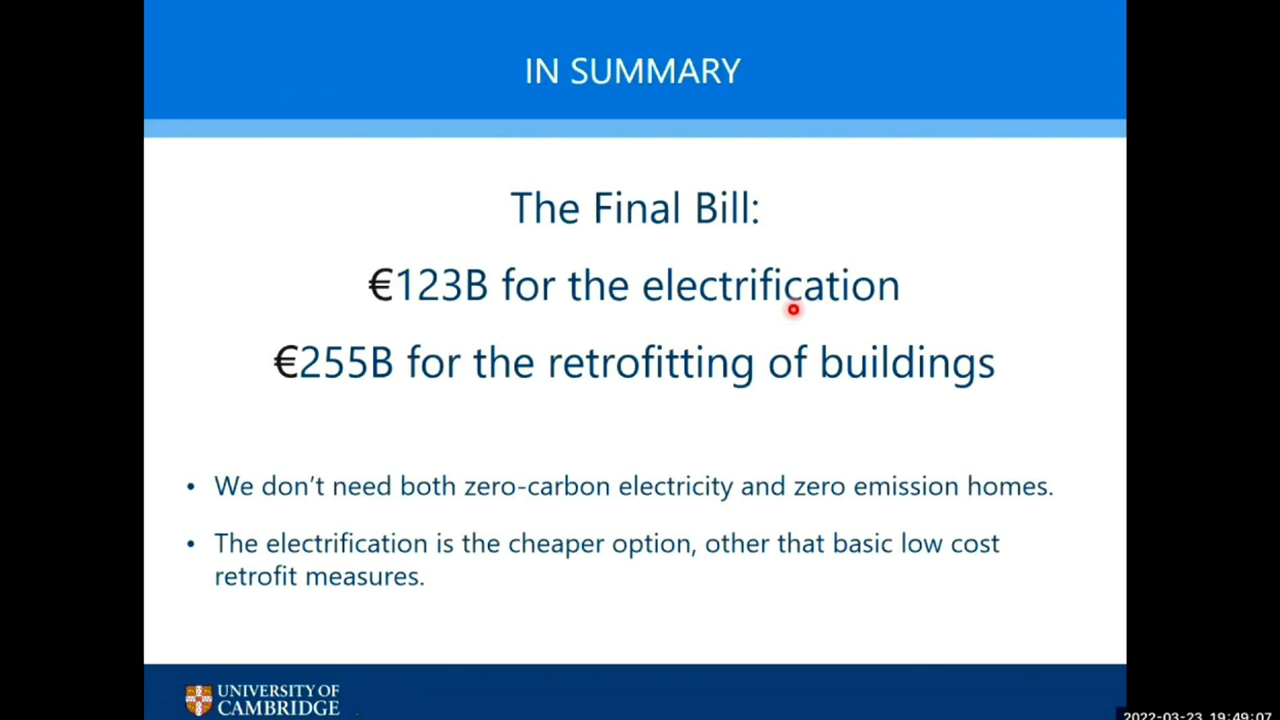 IN SUMMARY
The Final Bill:
€123B for the electrification
€255B for the retrofitting of buildings
• We don't need both zero-carbon electricity and zero emission homes.
• The electrification is the cheaper option, other that basic low cost
retrofit measures.
UNIVERSITY OF
CAMBRIDGE
2022-03-23 19:49:07